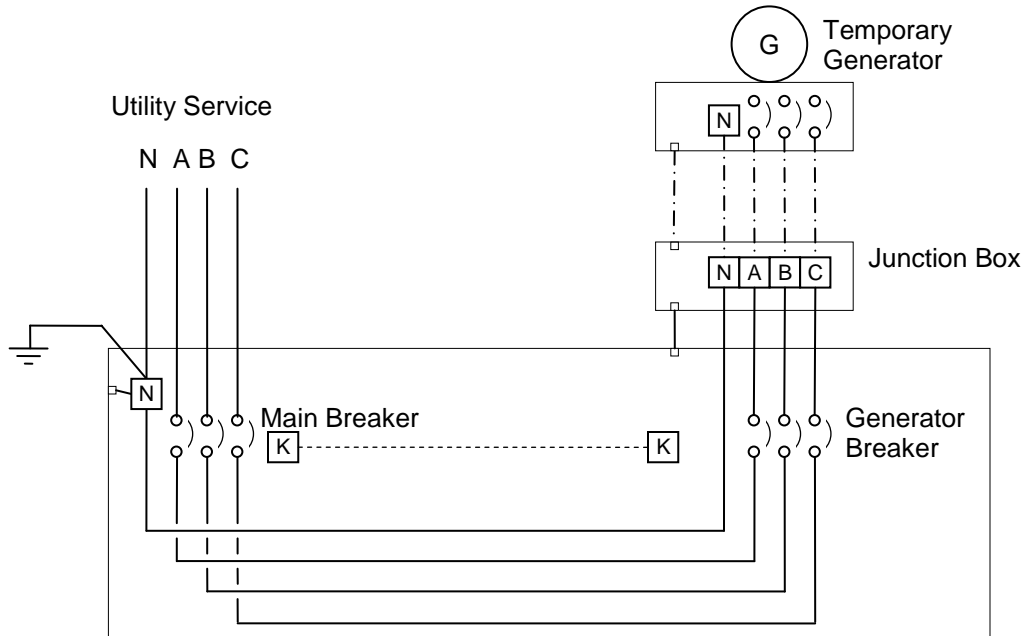 G
Temporary
Generator
N
Utility Service
N A B C
N A B C
Junction Box
N
Main Breaker
K
K
Generator
Breaker